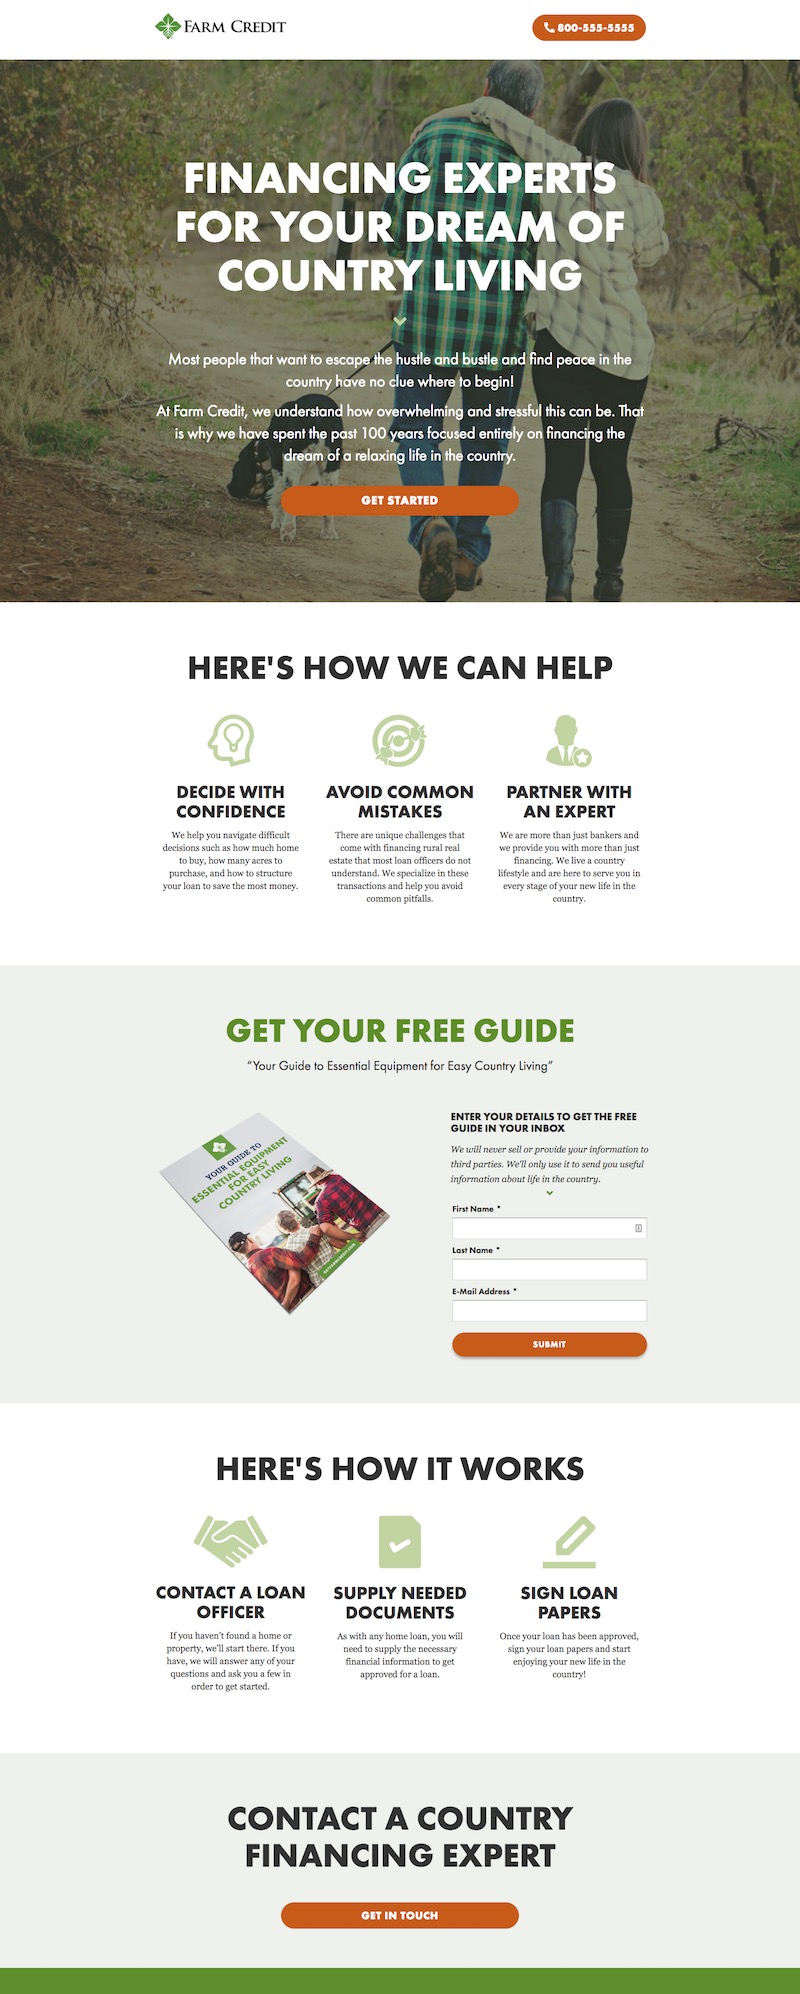 FARM CREDIT
800-555-5555
FINANCING EXPERTS
FOR YOUR DREAM OF
COUNTRY LIVING
Most people that want to escape the hustle and bustle and find peace in the
country have no clue where to begin!
At Farm Credit, we understand how overwhelming and stressful this can be. That
is why we have spent the past 100 years focused entirely on financing the
dream of a relaxing life in the country.
GET STARTED
HERE'S HOW WE CAN HELP
DECIDE WITH
CONFIDENCE
We help you navigate difficult
decisions such as how much home
to buy, how many acres to
purchase, and how to structure
your loan to save the most money.
AVOID COMMON
MISTAKES
There are unique challenges that
come with financing rural real
estate that most loan officers do not
understand. We specialize in these
transactions and help you avoid
common pitfalls.
PARTNER WITH
AN EXPERT
We are more than just bankers and
we provide you with more than just
financing. We live a country
lifestyle and are here to serve you in
every stage of your new life in the
country.
GET YOUR FREE GUIDE
“Your Guide to Essential Equipment for Easy Country Living”
YOUR GUIDE TO
ESSENTIAL EQUIPMENT
FOR EASY
COUNTRY LIVING
ENTER YOUR DETAILS TO GET THE FREE
GUIDE IN YOUR INBOX
We will never sell or provide your information to
third parties. We'll only use it to send you useful
information about life in the country.
First Name *
Last Name *
E-Mail Address *
SUBMIT
HERE'S HOW IT WORKS
CONTACT A LOAN
OFFICER
If you haven't found a home or
property, we'll start there. If you
have, we will answer any of your
questions and ask you a few in
order to get started.
SUPPLY NEEDED
DOCUMENTS
As with any home loan, you will
need to supply the necessary
financial information to get
approved for a loan.
SIGN LOAN
PAPERS
Once your loan has been approved,
sign your loan papers and start
enjoying your new life in the
country!
CONTACT A COUNTRY
FINANCING EXPERT
GET IN TOUCH